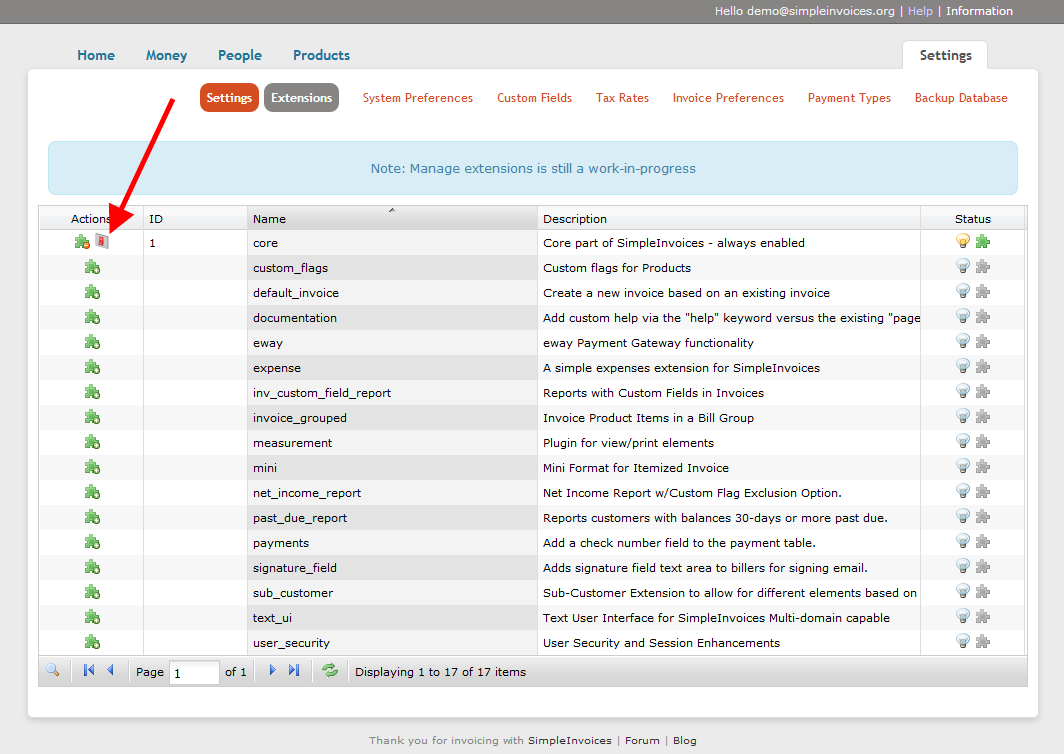 Hello demo@simpleinvoices.org | Help | Information
Home Money People Products Settings
Settings Extensions System Preferences Custom Fields Tax Rates Invoice Preferences Payment Types Backup Database
Note: Manage extensions is still a work-in-progress
Actions ID Name Description Status
1 core Core part of SimpleInvoices - always enabled
custom_flags Custom flags for Products
default_invoice Create a new invoice based on an existing invoice
documentation Add custom help via the "help" keyword versus the existing "page
eway eway Payment Gateway functionality
expense A simple expenses extension for SimpleInvoices
inv_custom_field_report Reports with Custom Fields in Invoices
invoice_grouped Invoice Product Items in a Bill Group
measurement Plugin for view/print elements
mini Mini Format for Itemized Invoice
net_income_report Net Income Report w/Custom Flag Exclusion Option.
past_due_report Reports customers with balances 30-days or more past due.
payments Add a check number field to the payment table.
signature_field Adds signature field text area to billers for signing email.
sub_customer Sub-Customer Extension to allow for different elements based on
text_ui Text User Interface for SimpleInvoices Multi-domain capable
user_security User Security and Session Enhancements
Page 1 of 1 Displaying 1 to 17 of 17 items
Thank you for invoicing with SimpleInvoices | Forum | Blog